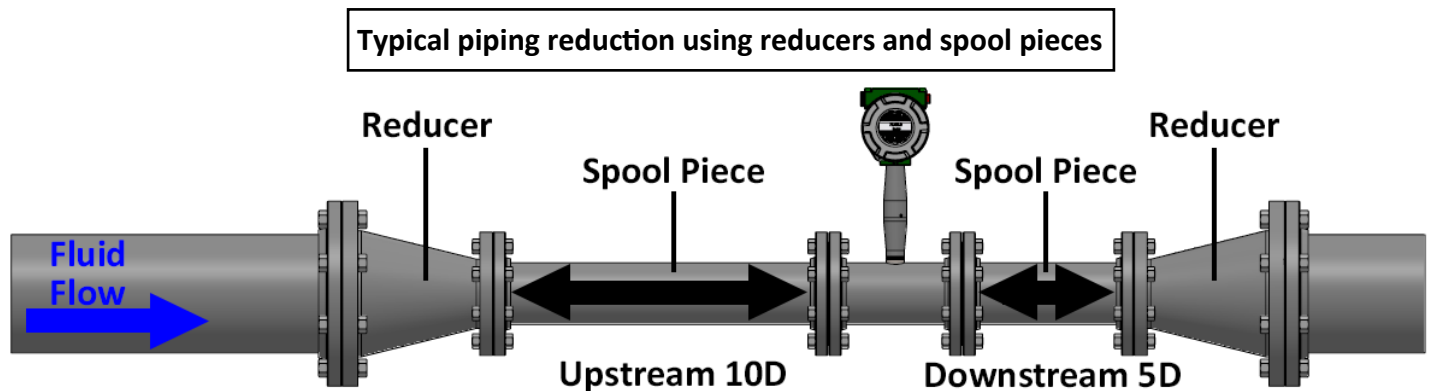 Typical piping reduction using reducers and spool pieces
Reducer
Reducer
Spool Piece
Spool Piece
Fluid
Flow
Upstream 10D
Downstream 5D